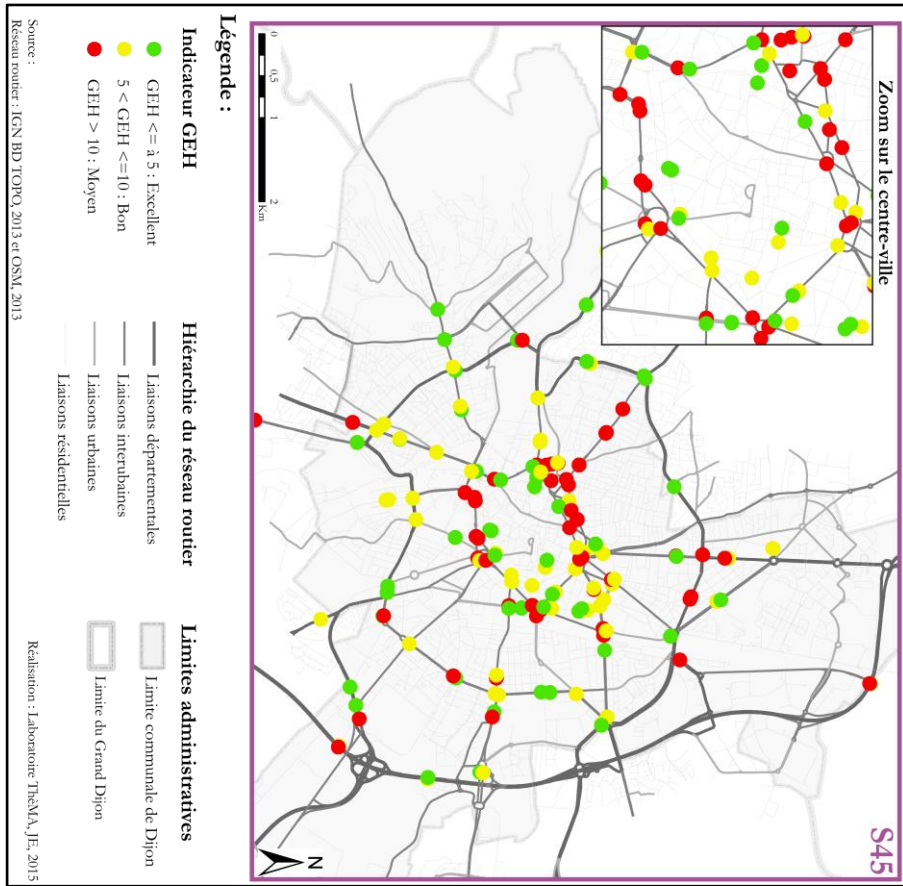 S45
Zoom sur le centre-ville
N
0 0,5 1 2
Km
Légende :
Indicateur GEH
GEH <= à 5 : Excellent
5 < GEH <=10 : Bon
GEH > 10 : Moyen
Hiérarchie du réseau routier
Liaisons départementales
Liaisons interubaines
Liaisons urbaines
Liaisons résidentielles
Limites administratives
Limite communale de Dijon
Limite du Grand Dijon
Source :
Réseau routier : IGN BD TOPO, 2013 et OSM, 2013
Réalisation : Laboratoire ThéMA, JE, 2015